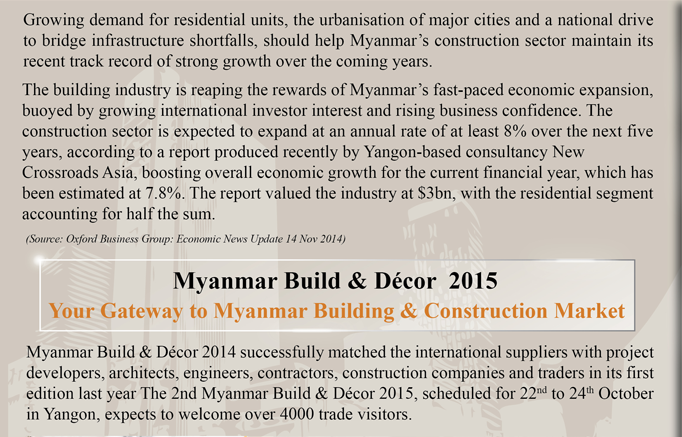 Growing demand for residential units, the urbanisation of major cities and a national drive
to bridge infrastructure shortfalls, should help Myanmar’s construction sector maintain its
recent track record of strong growth over the coming years.
The building industry is reaping the rewards of Myanmar’s fast-paced economic expansion,
buoyed by growing international investor interest and rising business confidence. The
construction sector is expected to expand at an annual rate of at least 8% over the next five
years, according to a report produced recently by Yangon-based consultancy New
Crossroads Asia, boosting overall economic growth for the current financial year, which has
been estimated at 7.8%. The report valued the industry at $3bn, with the residential segment
accounting for half the sum.
(Source: Oxford Business Group: Economic News Update 14 Nov 2014)
Myanmar Build & Décor 2015
Your Gateway to Myanmar Building & Construction Market
Myanmar Build & Décor 2014 successfully matched the international suppliers with project
developers, architects, engineers, contractors, construction companies and traders in its first
edition last year The 2nd Myanmar Build & Décor 2015, scheduled for 22nd to 24th October
in Yangon, expects to welcome over 4000 trade visitors.